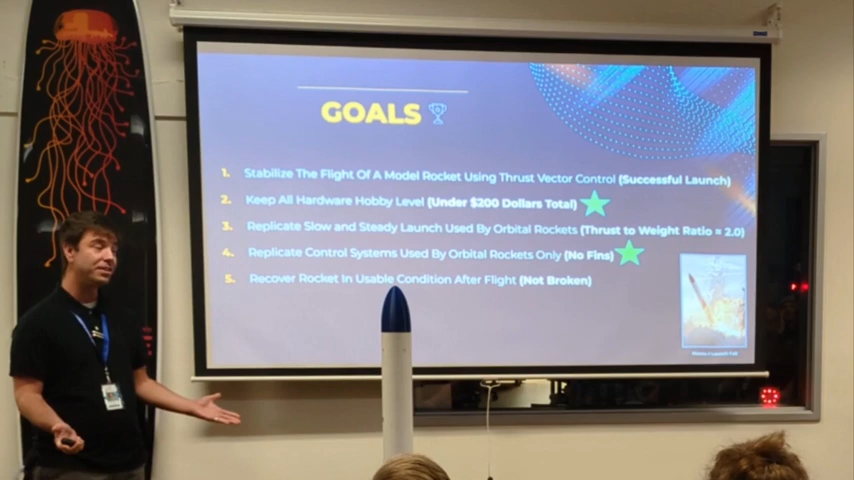 GOALS
1. Stabilize The Flight Of A Model Rocket Using Thrust Vector Control (Successful Launch)
2. Keep All Hardware Hobby Level (Under $200 Dollars Total)
3. Replicate Slow and Steady Launch Used By Orbital Rockets (Thrust to Weight Ratio = 2.0)
4. Replicate Control Systems Used By Orbital Rockets Only (No Fins)
5. Recover Rocket In Usable Condition After Flight (Not Broken)